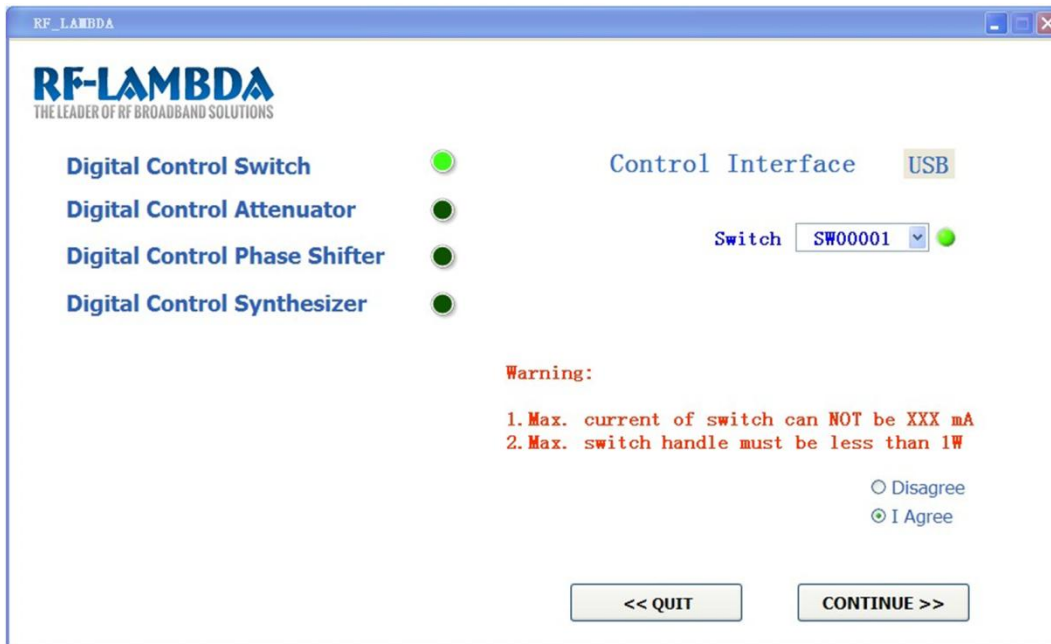 RF_LAMBDA
RF-LAMBDA
THE LEADER OF RF BROADBAND SOLUTIONS
Digital Control Switch
Digital Control Attenuator
Digital Control Phase Shifter
Digital Control Synthesizer
Control Interface USB
Switch SW00001
Warning:
1.Max. current of switch can NOT be XXX mA
2.Max. switch handle must be less than 1W
Disagree
I Agree
<< QUIT
CONTINUE >>